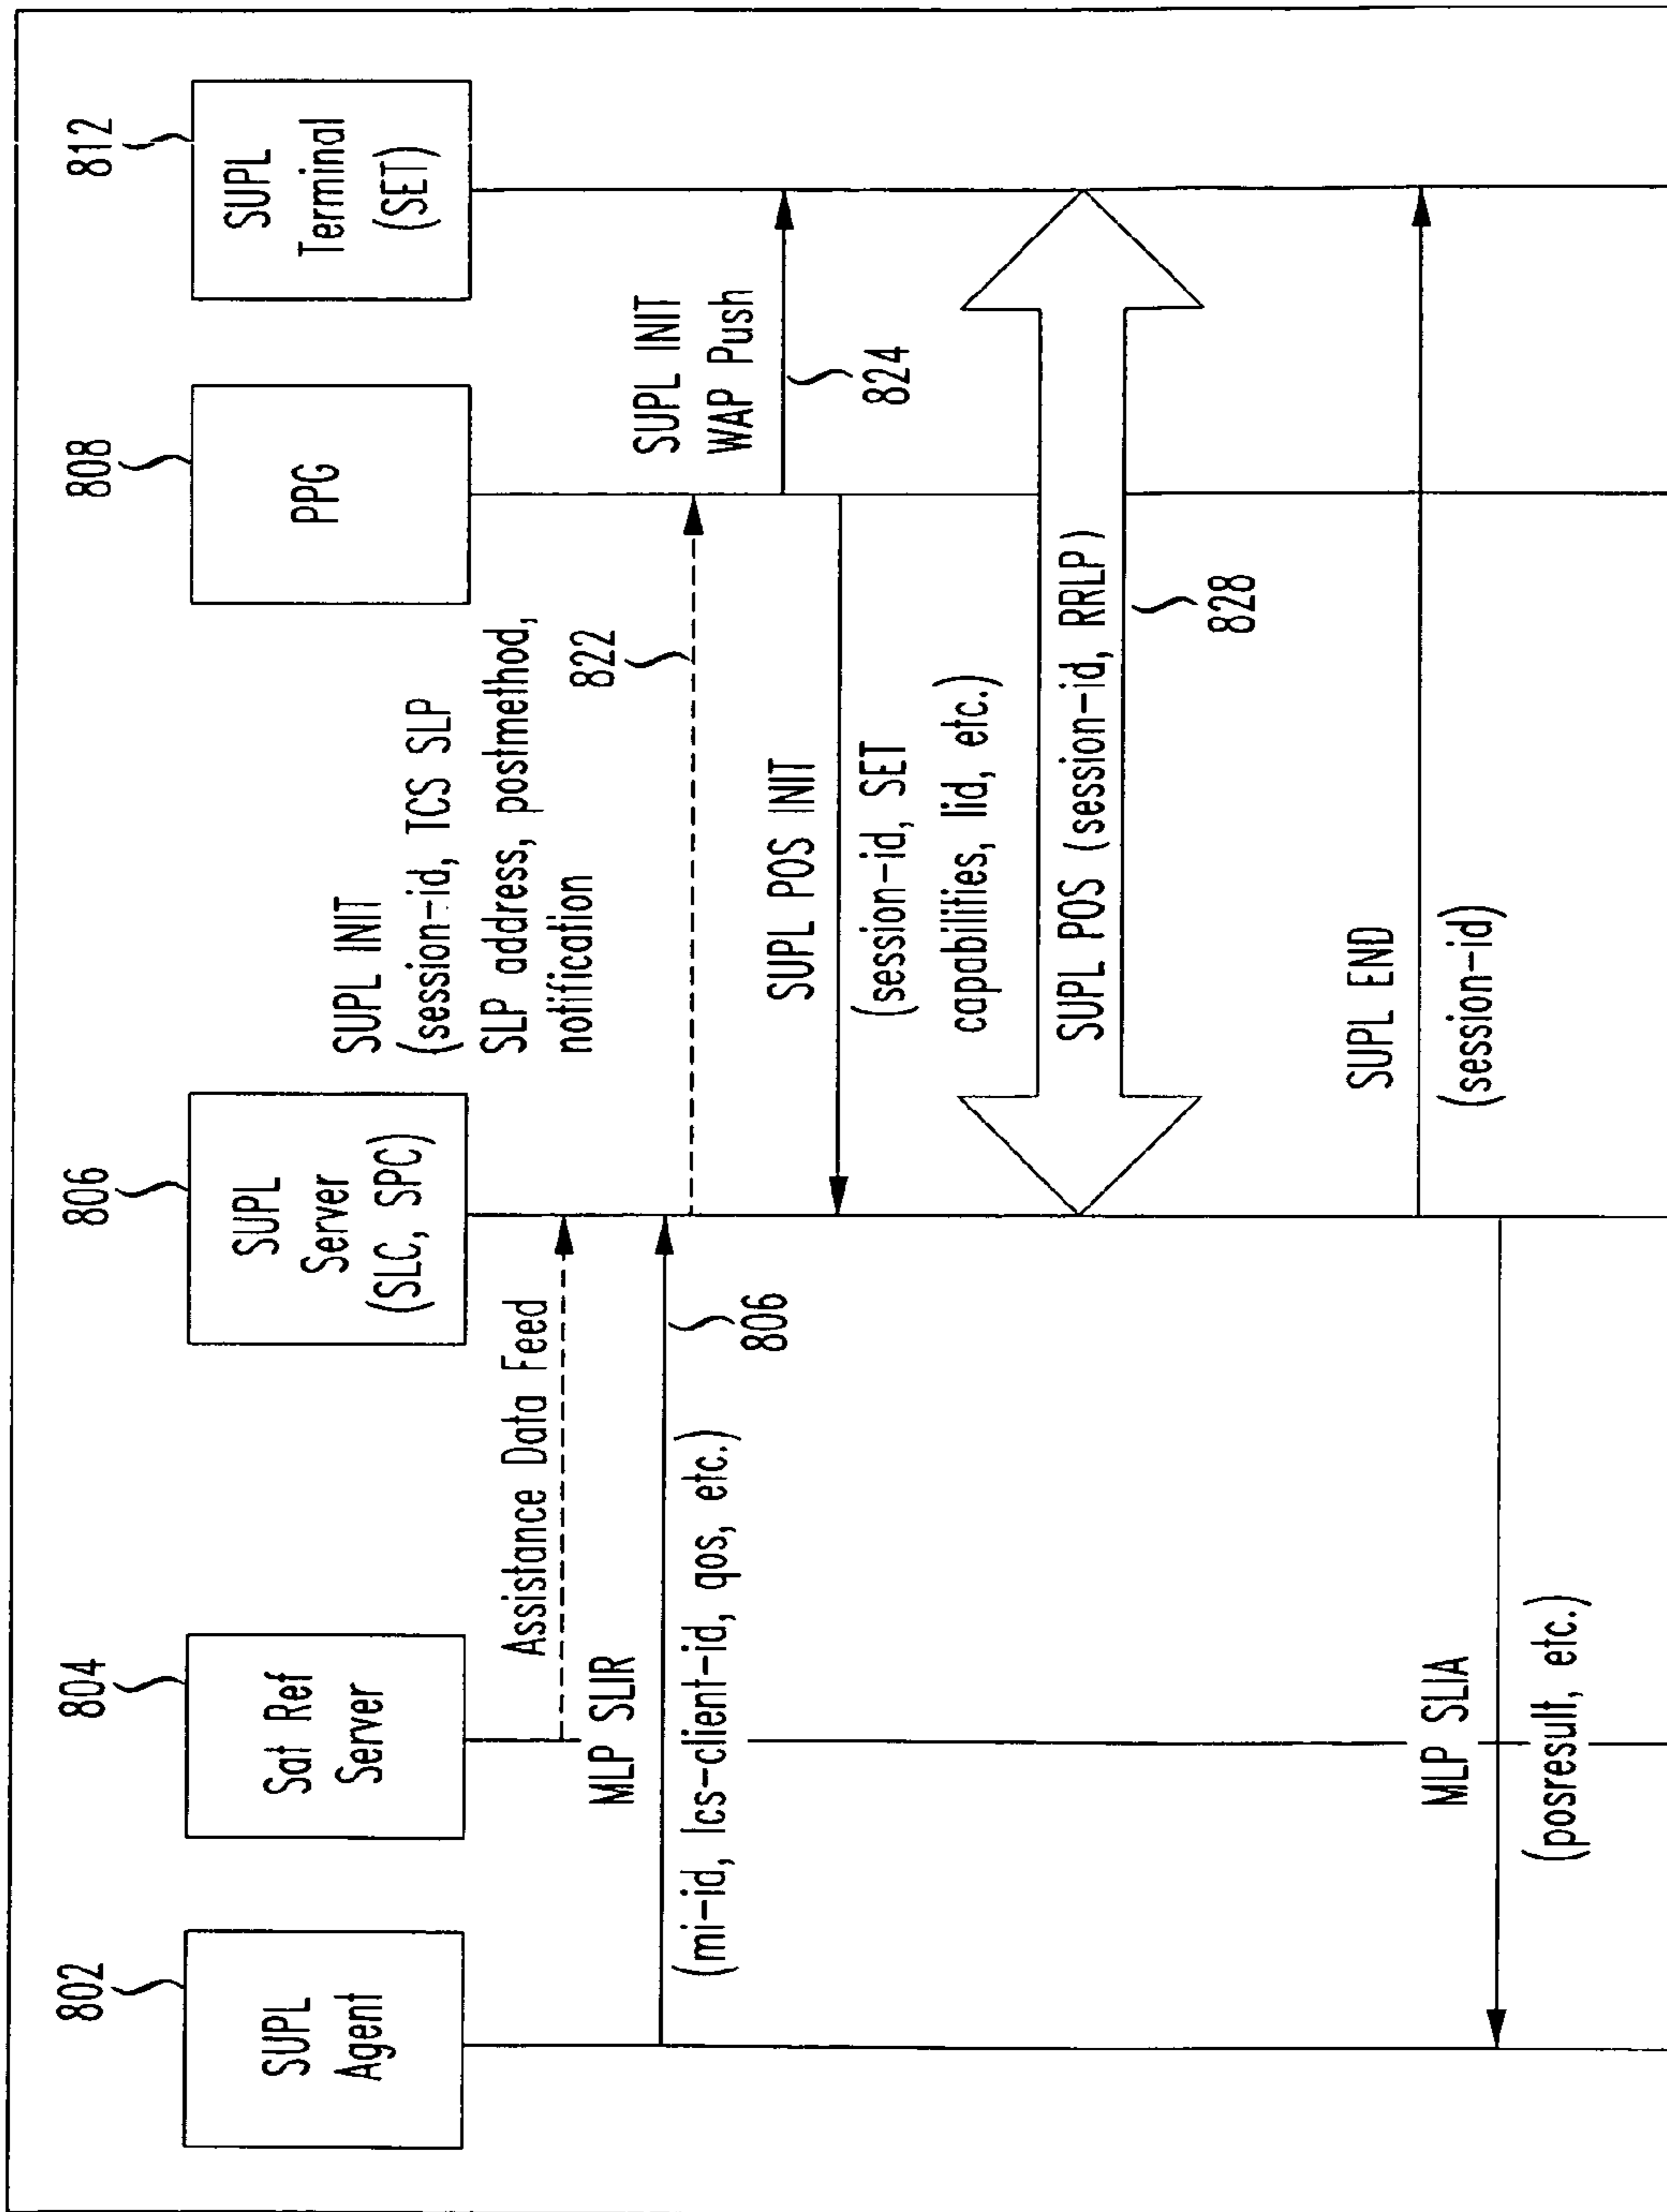 802
SUPL
Agent
804
Sat Ref
Server
806
SUPL
Server
(SLC, SPC)
808
PPG
812
SUPL
Terminal
(SET)
Assistance Data Feed
MLP SLIR
(mi-id, lcs-client-id, qos, etc.)
806
SUPL INIT
(session-id, TCS SLP
SLP address, postmethod,
notification
822
SUPL INIT
WAP Push
824
SUPL POS INIT
(session-id, SET
capabilities, lid, etc.)
SUPL POS (session-id, RRLP)
828
SUPL END
(session-id)
MLP SLIA
(posresult, etc.)